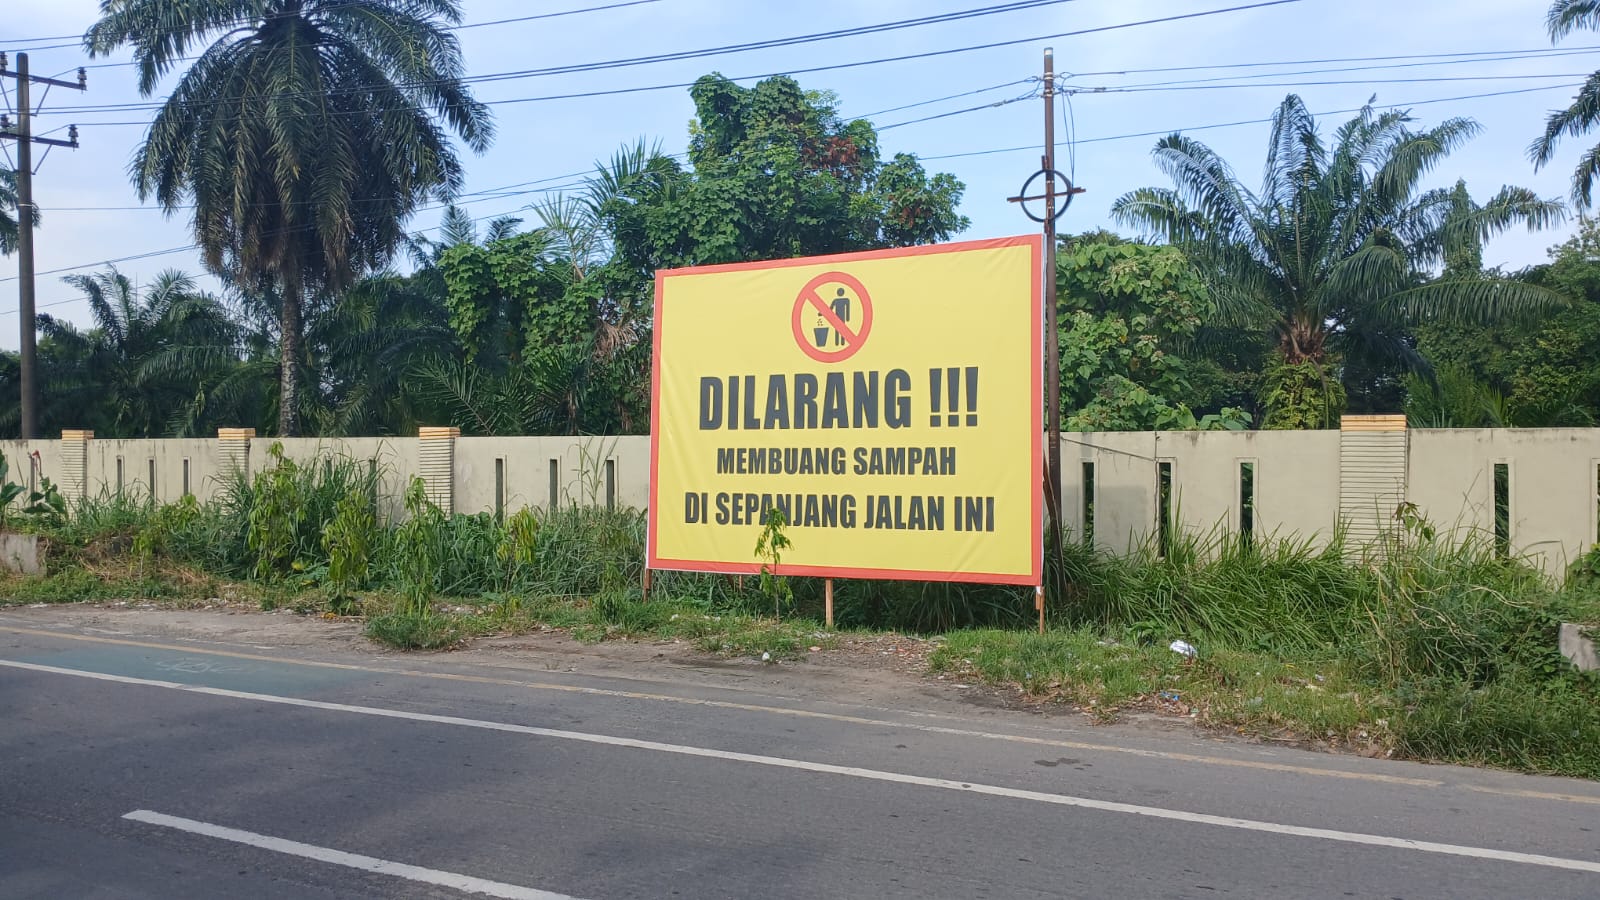 DILARANG !!!
MEMBUANG SAMPAH
DI SEPANJANG JALAN INI